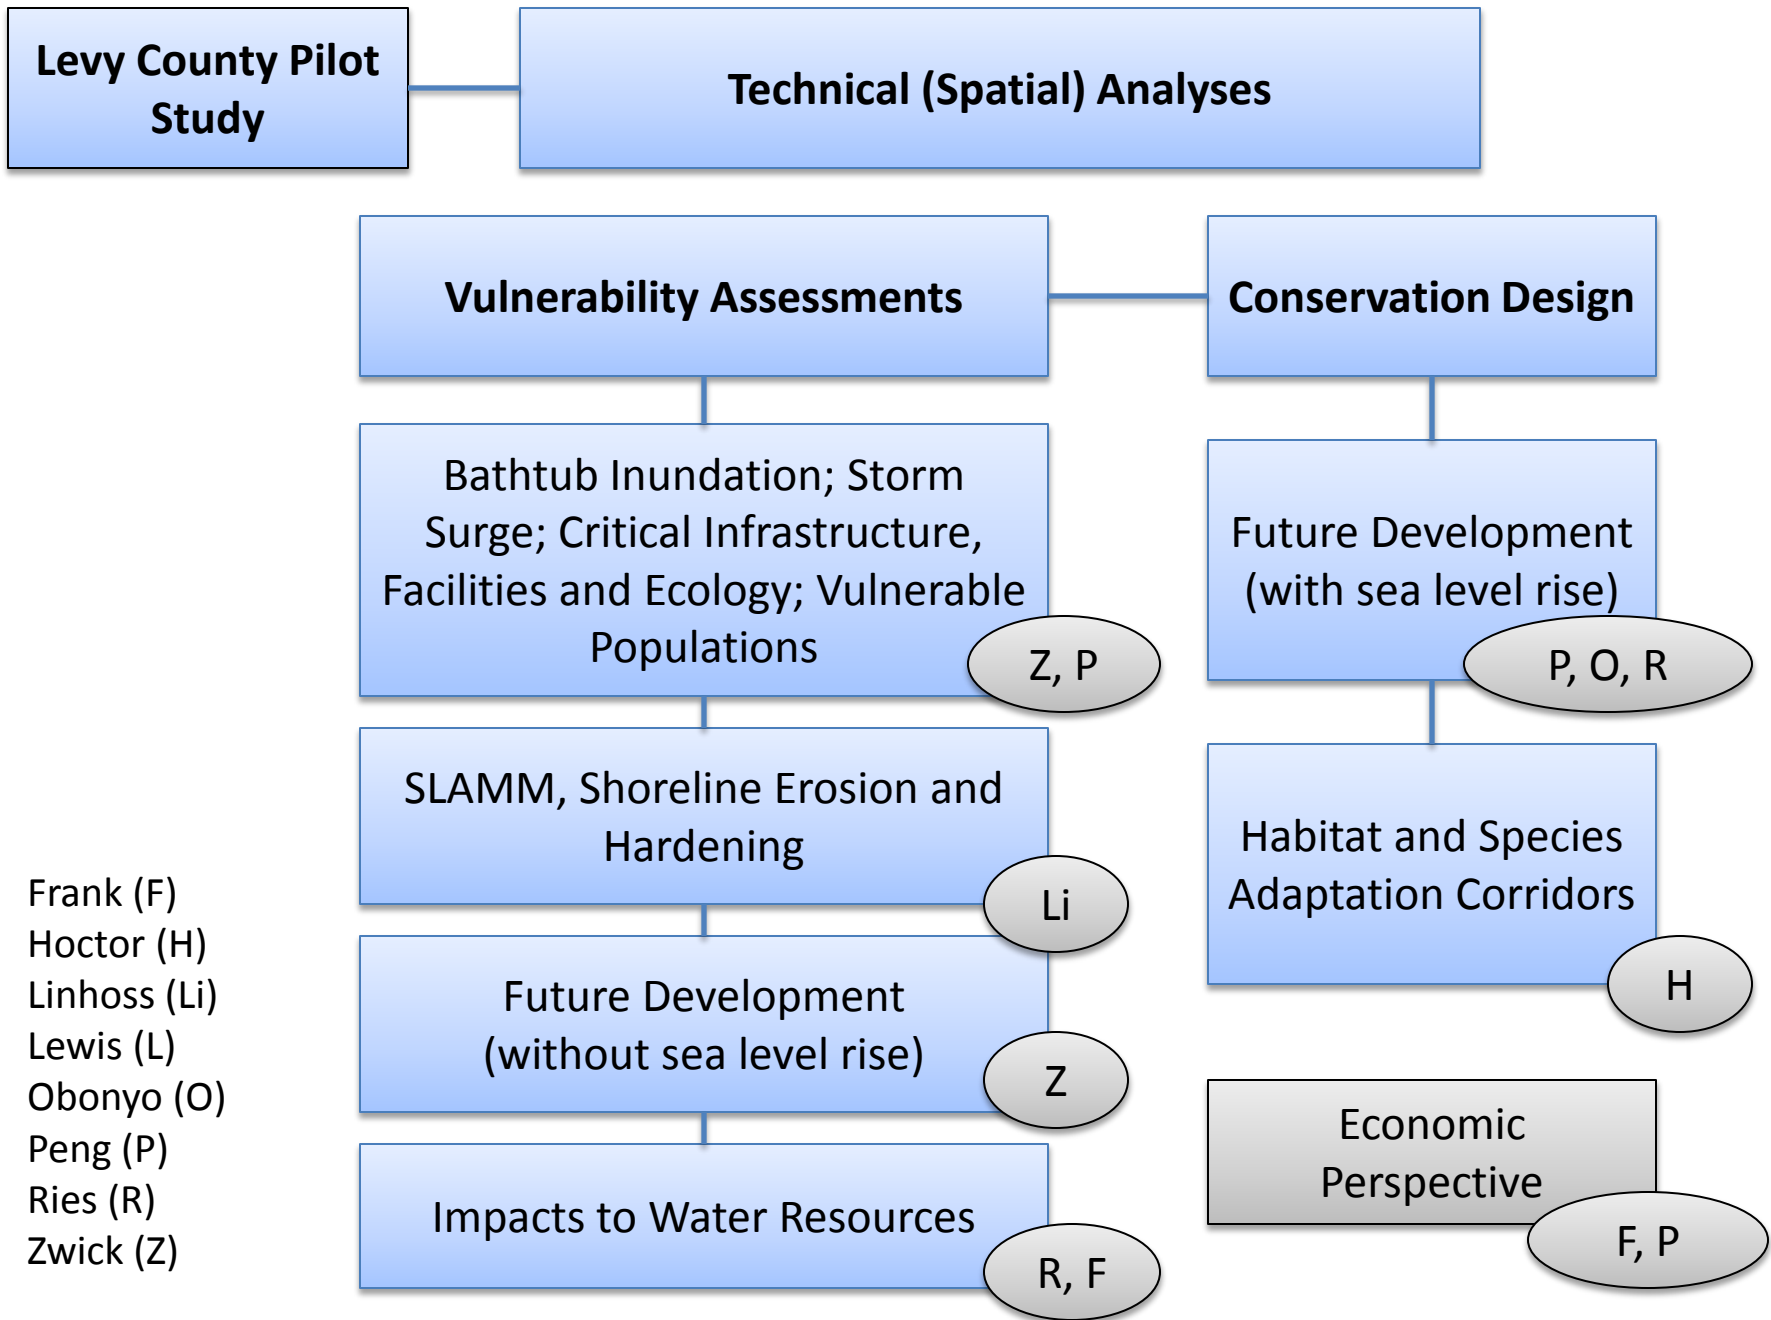 Levy County Pilot
Study
Technical (Spatial) Analyses
Vulnerability Assessments
Conservation Design
Bathtub Inundation; Storm
Surge; Critical Infrastructure,
Facilities and Ecology; Vulnerable
Populations
Z, P
SLAMM, Shoreline Erosion and
Hardening
Li
Future Development
(without sea level rise)
Z
Impacts to Water Resources
R, F
Future Development
(with sea level rise)
P, O, R
Habitat and Species
Adaptation Corridors
H
Economic
Perspective
F, P
Frank (F)
Hoctor (H)
Linhoss (Li)
Lewis (L)
Obonyo (O)
Peng (P)
Ries (R)
Zwick (Z)